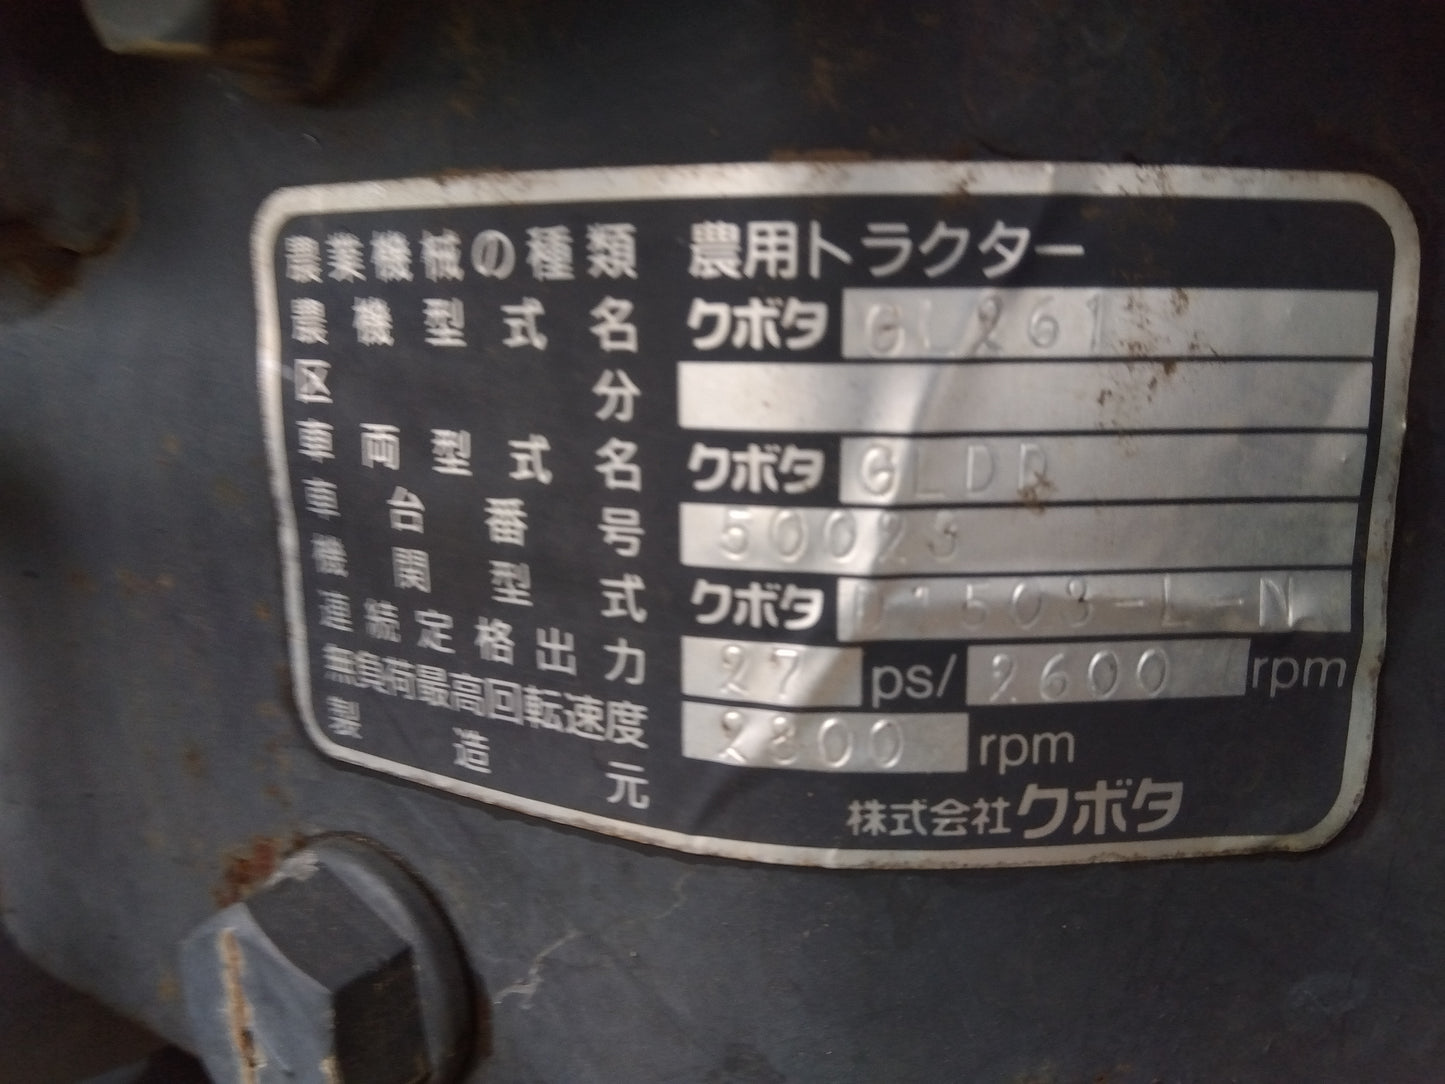 農業機械の種類 農用トラクター
農機型式名 クボタ GL261
区分
車両型式名 クボタ GLDD
車台番号 50023
機関型式 クボタ D1503-L-N
連続定格出力 27 ps/ 2600 rpm
無負荷最高回転速度 2800 rpm
製造元 株式会社クボタ